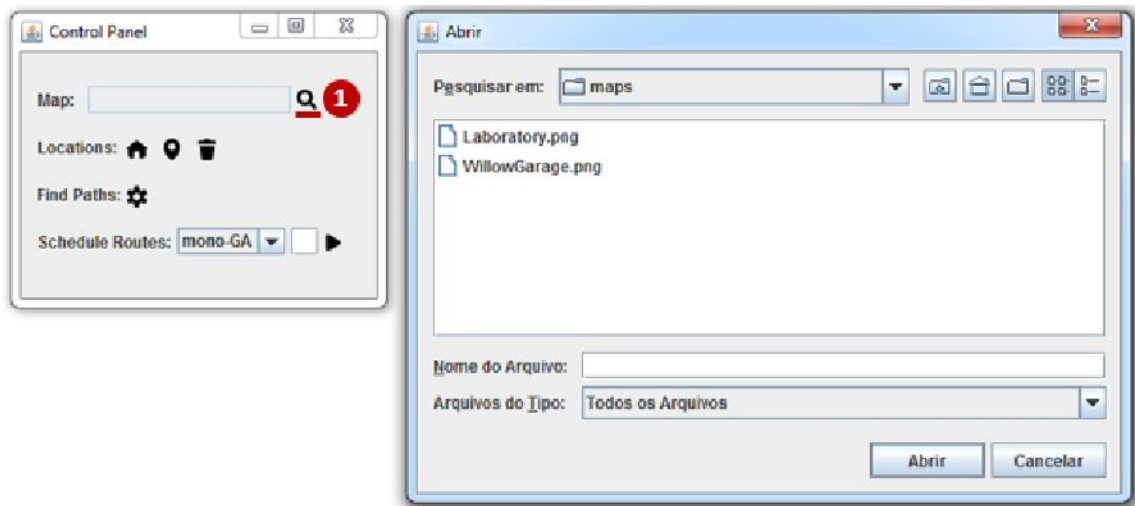 Control Panel
Map:
1
Locations:
Find Paths:
Schedule Routes: mono-GA
Abrir
Pesquisar em: maps
Laboratory.png
WillowGarage.png
Nome do Arquivo:
Arquivos do Tipo: Todos os Arquivos
Abrir Cancelar